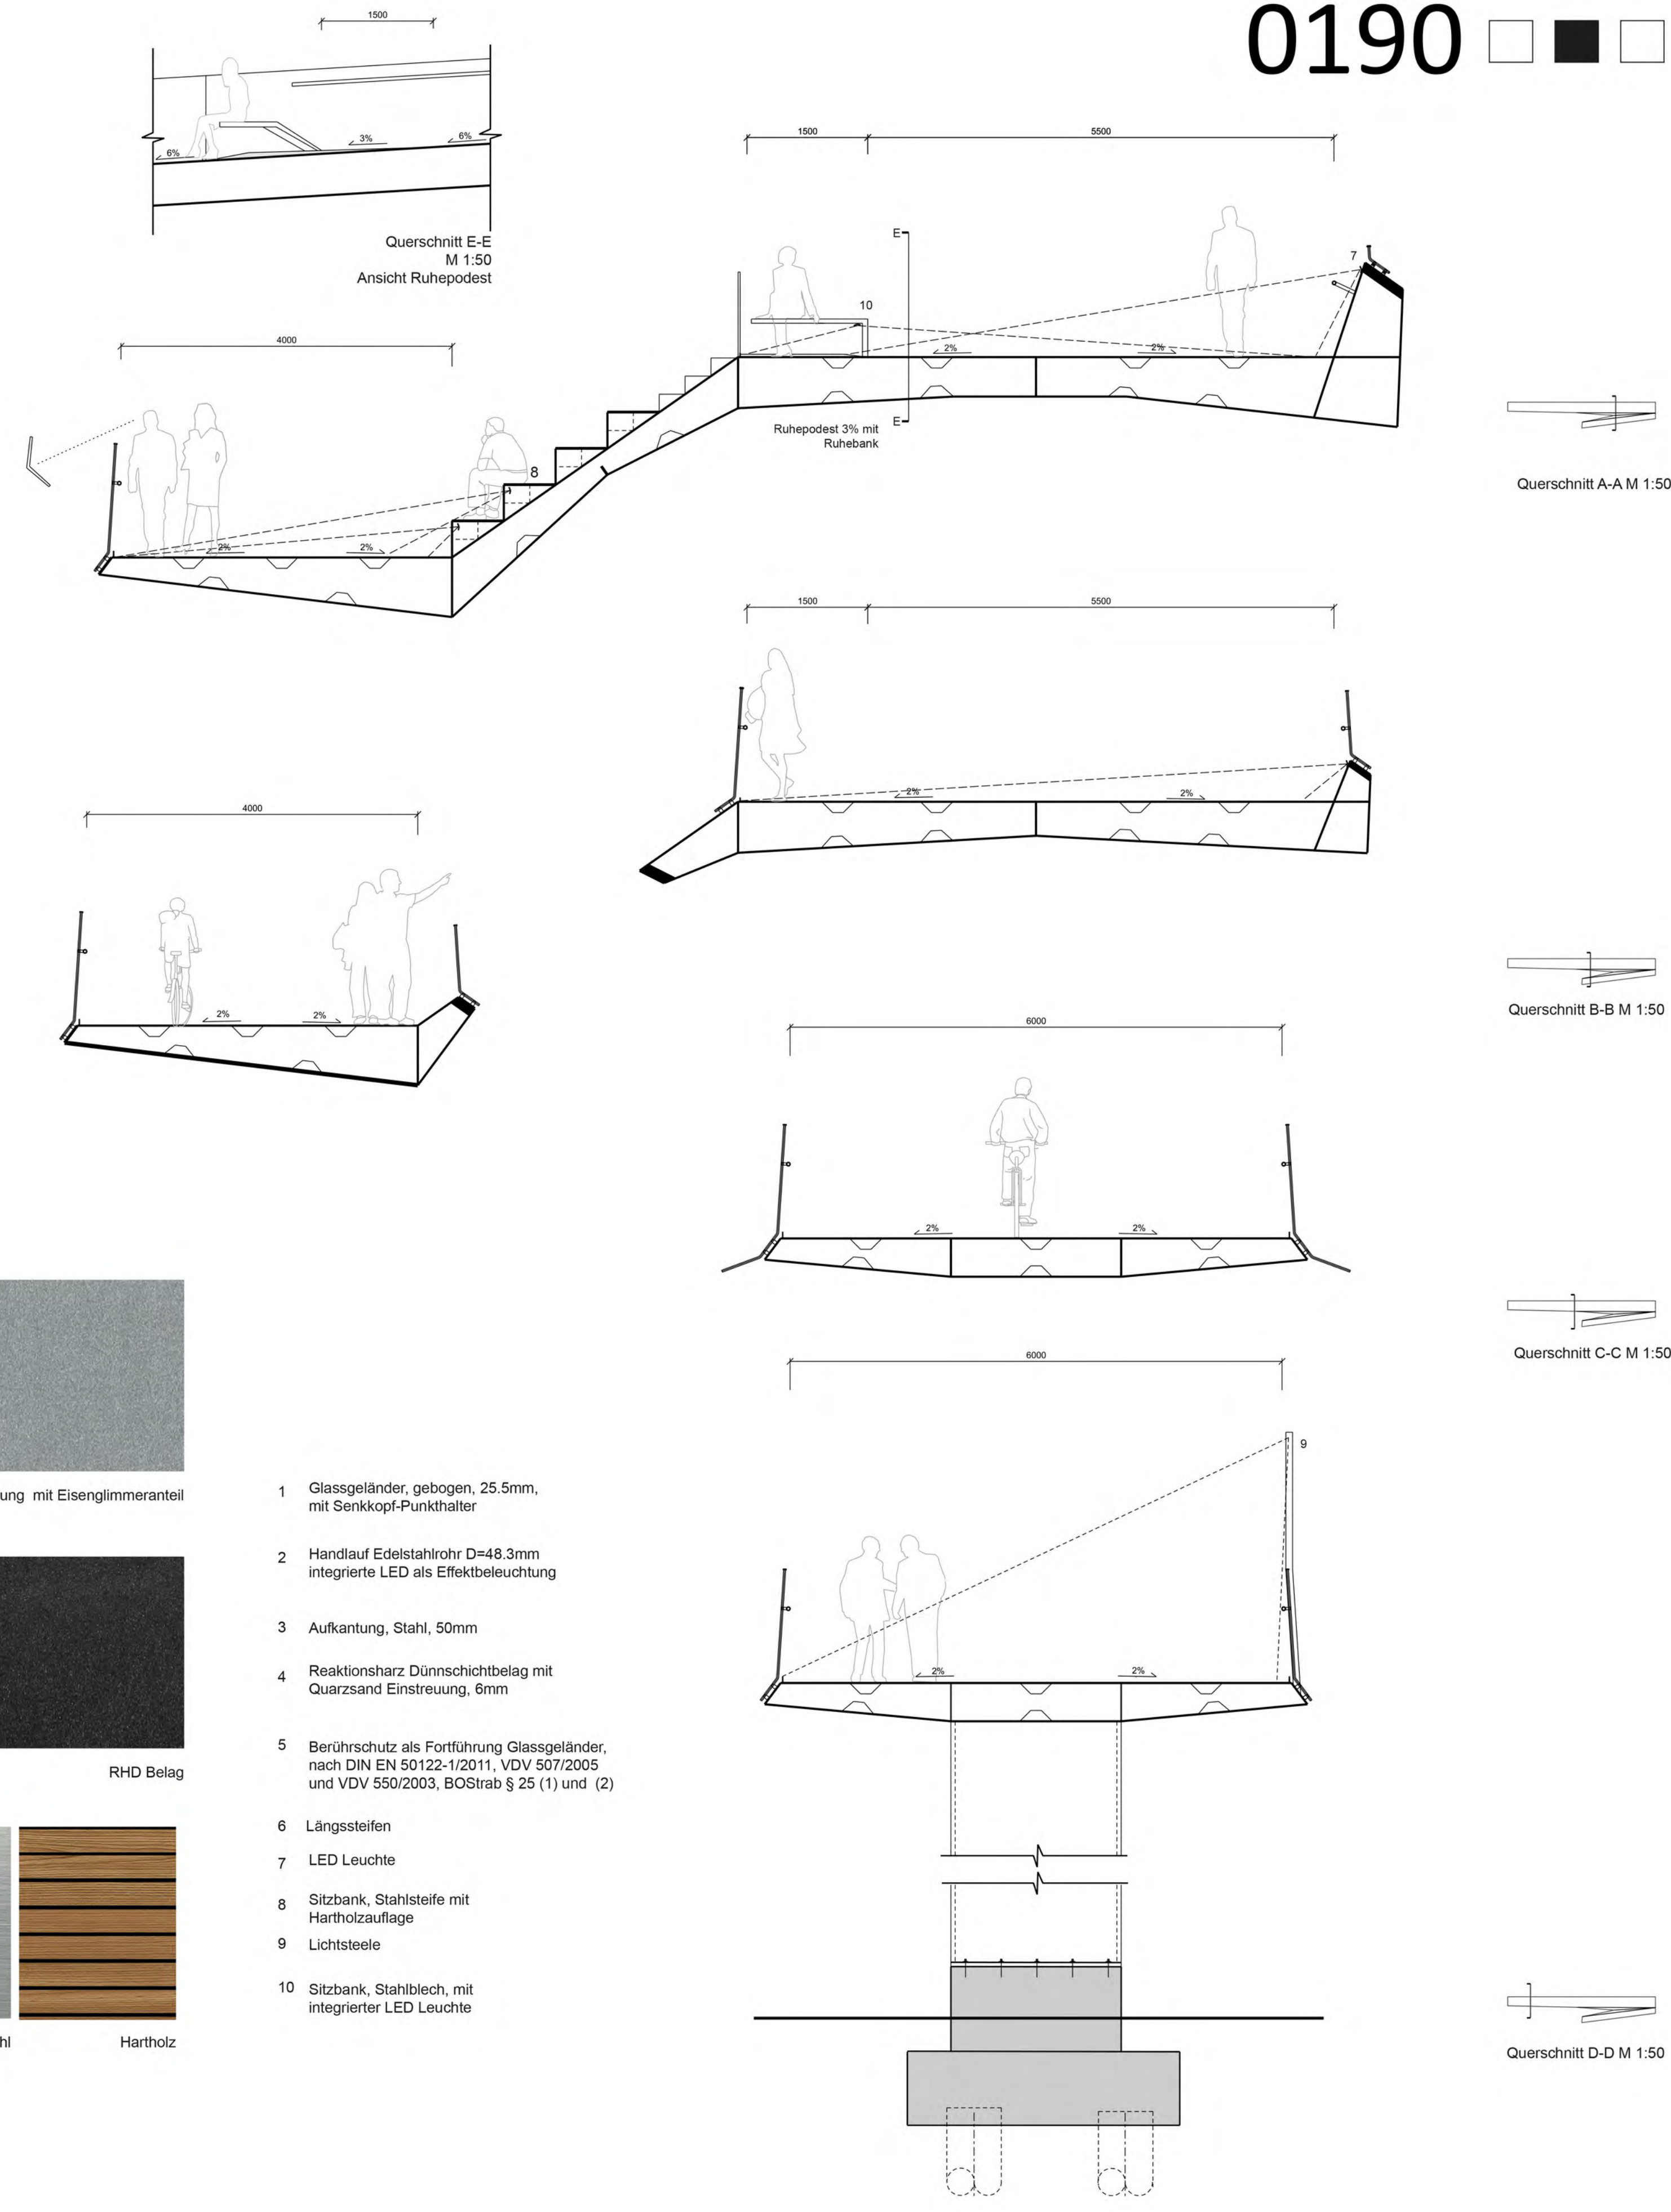 0190
1500
3%
6%
6%
Querschnitt E-E
M 1:50
Ansicht Ruhepodest
1500
5500
E
7
10
2%
2%
E
Ruhepodest 3% mit
Ruhebank
4000
8
2%
2%
Querschnitt A-A M 1:50
1500
5500
2%
2%
4000
2%
2%
Querschnitt B-B M 1:50
6000
2%
2%
Querschnitt C-C M 1:50
6000
9
2%
2%
Querschnitt D-D M 1:50
ung mit Eisenglimmeranteil
RHD Belag
hl
Hartholz
1 Glassgeländer, gebogen, 25.5mm,
mit Senkkopf-Punkthalter
2 Handlauf Edelstahlrohr D=48.3mm
integrierte LED als Effektbeleuchtung
3 Aufkantung, Stahl, 50mm
4 Reaktionsharz Dünnschichtbelag mit
Quarzsand Einstreuung, 6mm
5 Berührschutz als Fortführung Glassgeländer,
nach DIN EN 50122-1/2011, VDV 507/2005
und VDV 550/2003, BOStrab § 25 (1) und (2)
6 Längssteifen
7 LED Leuchte
8 Sitzbank, Stahlsteife mit
Hartholzauflage
9 Lichtsteele
10 Sitzbank, Stahlblech, mit
integrierter LED Leuchte